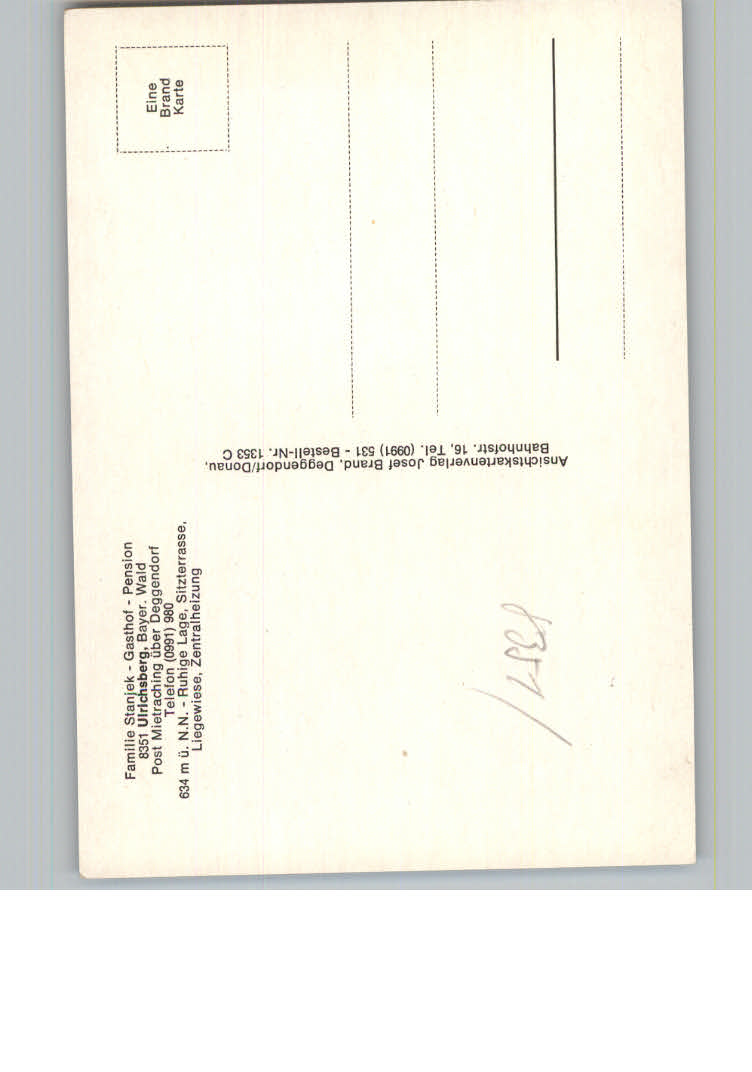 Familie Stanjek - Gasthof - Pension
8351 Ulrichsberg, Bayer. Wald
Post Mietraching über Deggendorf
Telefon (0991) 980
634 m ü. N.N. - Ruhige Lage, Sitzterrasse,
Liegewiese, Zentralheizung
Ansichtskartenverlag Josef Brand, Deggendorf/Donau,
Bahnhofstr. 16, Tel. (0991) 531 - Bestell-Nr. 1353 C
Eine
Brand
Karte
8351